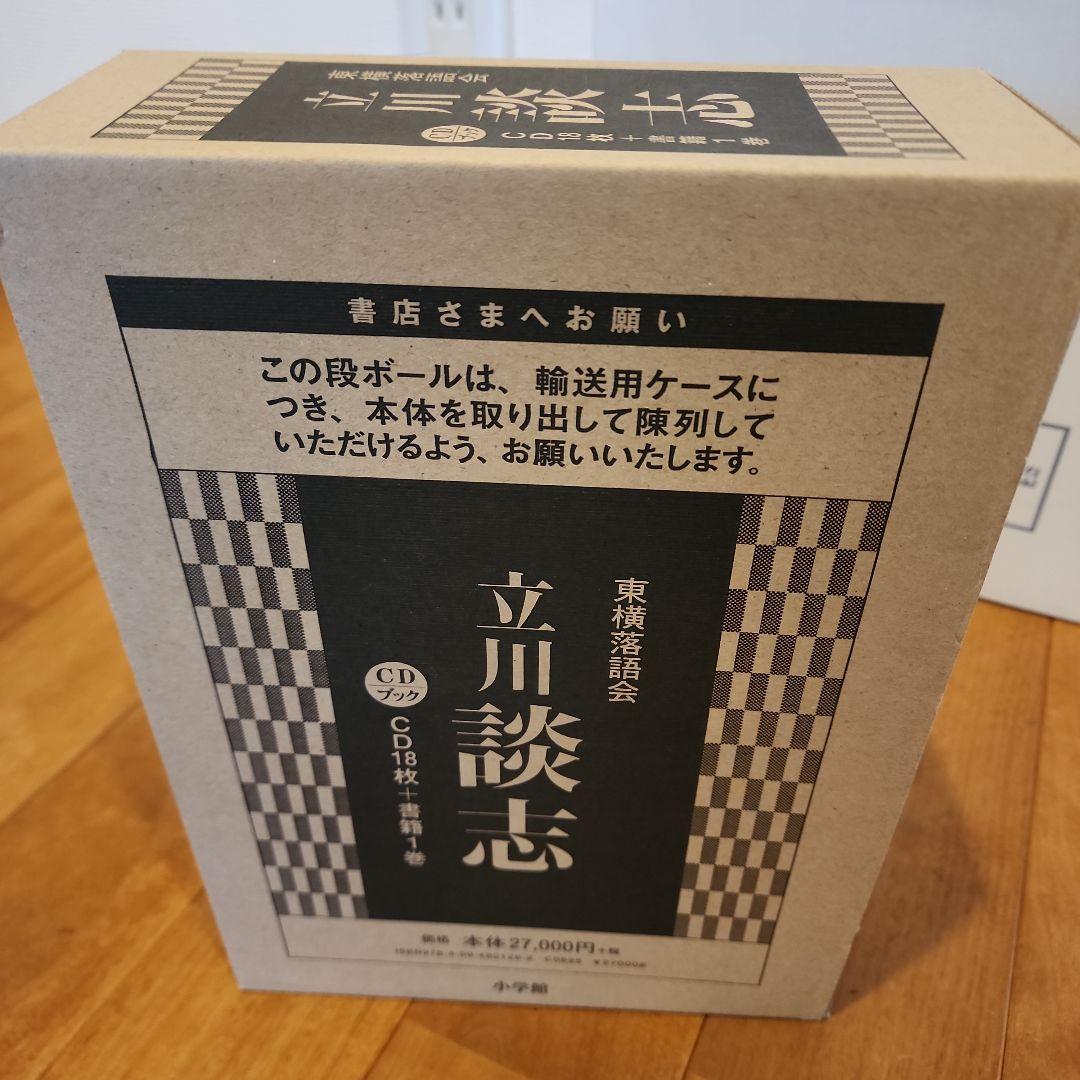 東横落語会
立川談志
CDブック
CD18枚+書籍1巻
書店さまへお願い
この段ボールは、輸送用ケースに
つき、本体を取り出して陳列して
いただけるよう、お願いいたします。
東横落語会
立川談志
CD
ブック
CD18枚+書籍1巻
価格 本体27,000円+税
小学館